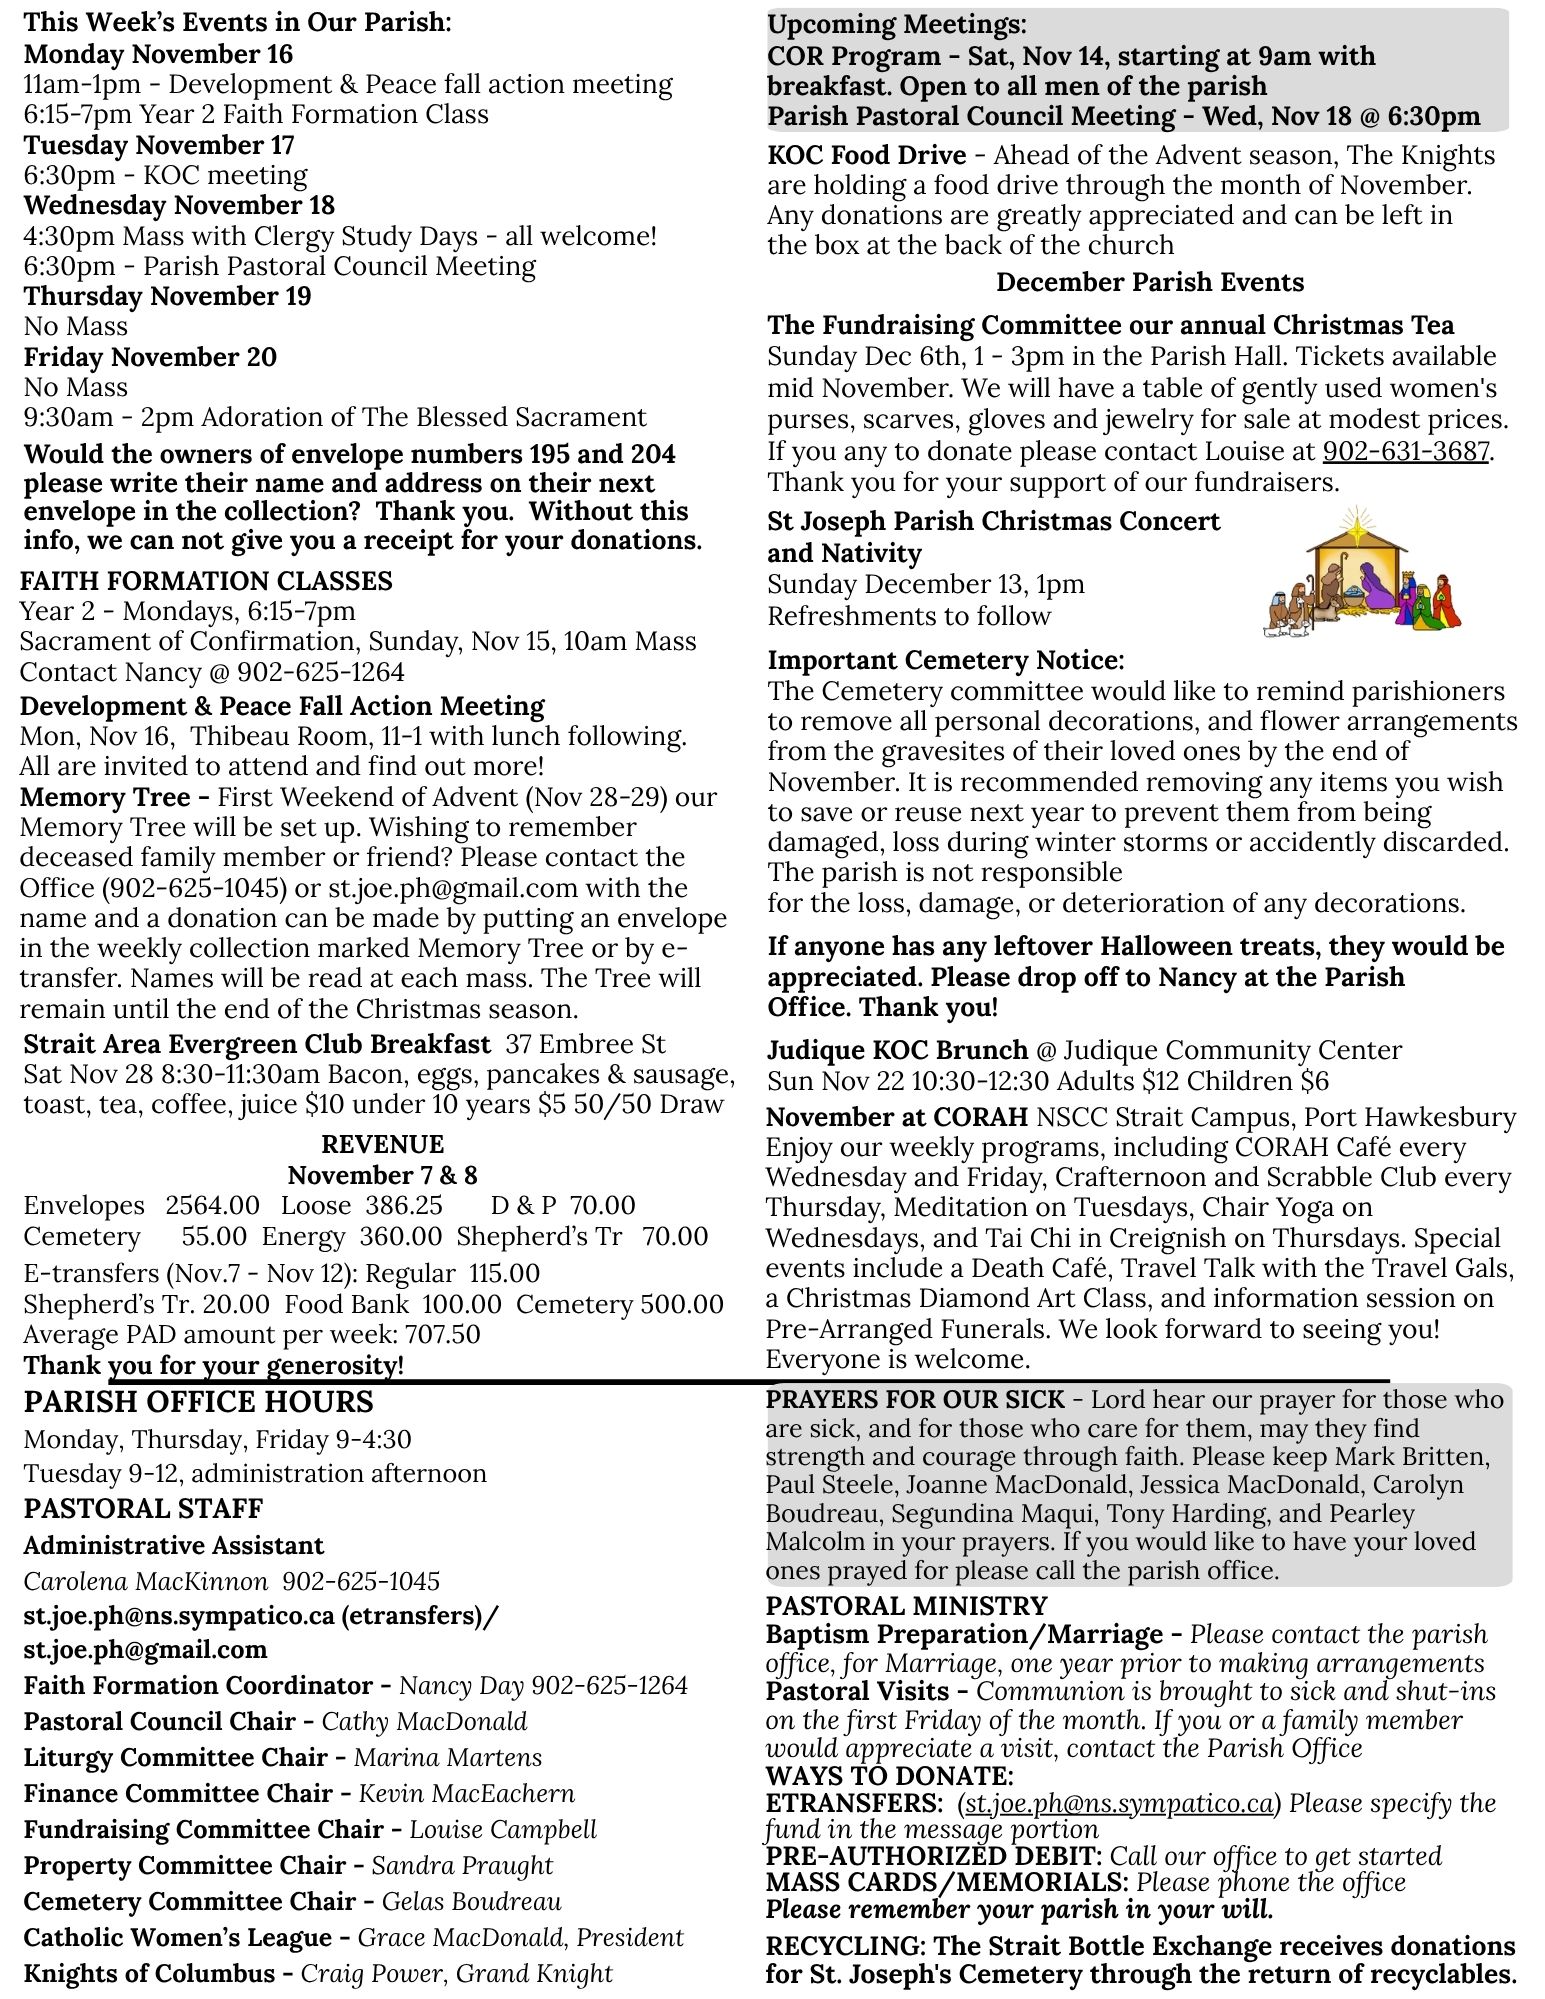 This Week’s Events in Our Parish:
Monday November 16
11am-1pm - Development & Peace fall action meeting
6:15-7pm Year 2 Faith Formation Class
Tuesday November 17
6:30pm - KOC meeting
Wednesday November 18
4:30pm Mass with Clergy Study Days - all welcome!
6:30pm - Parish Pastoral Council Meeting
Thursday November 19
No Mass
Friday November 20
No Mass
9:30am - 2pm Adoration of The Blessed Sacrament
Would the owners of envelope numbers 195 and 204
please write their name and address on their next
envelope in the collection?  Thank you.  Without this
info, we can not give you a receipt for your donations.
FAITH FORMATION CLASSES
Year 2 - Mondays, 6:15-7pm
Sacrament of Confirmation, Sunday, Nov 15, 10am Mass
Contact Nancy @ 902-625-1264
Development & Peace Fall Action Meeting
Mon, Nov 16,  Thibeau Room, 11-1 with lunch following.
All are invited to attend and find out more!
Memory Tree - First Weekend of Advent (Nov 28-29) our
Memory Tree will be set up. Wishing to remember
deceased family member or friend? Please contact the
Office (902-625-1045) or st.joe.ph@gmail.com with the
name and a donation can be made by putting an envelope
in the weekly collection marked Memory Tree or by e-
transfer. Names will be read at each mass. The Tree will
remain until the end of the Christmas season.
Strait Area Evergreen Club Breakfast  37 Embree St
Sat Nov 28 8:30-11:30am Bacon, eggs, pancakes & sausage,
toast, tea, coffee, juice $10 under 10 years $5 50/50 Draw
REVENUE
November 7 & 8
Envelopes   2564.00   Loose  386.25       D & P  70.00
Cemetery      55.00  Energy  360.00  Shepherd’s Tr   70.00
E-transfers (Nov.7 - Nov 12): Regular  115.00
Shepherd’s Tr. 20.00  Food Bank  100.00  Cemetery 500.00
Average PAD amount per week: 707.50
Thank you for your generosity!
PARISH OFFICE HOURS
Monday, Thursday, Friday 9-4:30
Tuesday 9-12, administration afternoon
PASTORAL STAFF
Administrative Assistant
Carolena MacKinnon  902-625-1045
st.joe.ph@ns.sympatico.ca (etransfers)/
st.joe.ph@gmail.com
Faith Formation Coordinator - Nancy Day 902-625-1264
Pastoral Council Chair - Cathy MacDonald
Liturgy Committee Chair - Marina Martens
Finance Committee Chair - Kevin MacEachern
Fundraising Committee Chair - Louise Campbell
Property Committee Chair - Sandra Praught
Cemetery Committee Chair - Gelas Boudreau
Catholic Women’s League - Grace MacDonald, President
Knights of Columbus - Craig Power, Grand Knight
Upcoming Meetings:
COR Program - Sat, Nov 14, starting at 9am with
breakfast. Open to all men of the parish
Parish Pastoral Council Meeting - Wed, Nov 18 @ 6:30pm
KOC Food Drive - Ahead of the Advent season, The Knights
are holding a food drive through the month of November.
Any donations are greatly appreciated and can be left in
the box at the back of the church
December Parish Events
The Fundraising Committee our annual Christmas Tea
Sunday Dec 6th, 1 - 3pm in the Parish Hall. Tickets available
mid November. We will have a table of gently used women's
purses, scarves, gloves and jewelry for sale at modest prices.
If you any to donate please contact Louise at 902-631-3687.
Thank you for your support of our fundraisers.
St Joseph Parish Christmas Concert
and Nativity
Sunday December 13, 1pm
Refreshments to follow
Important Cemetery Notice:
The Cemetery committee would like to remind parishioners
to remove all personal decorations, and flower arrangements
from the gravesites of their loved ones by the end of
November. It is recommended removing any items you wish
to save or reuse next year to prevent them from being
damaged, loss during winter storms or accidently discarded.
The parish is not responsible
for the loss, damage, or deterioration of any decorations.
If anyone has any leftover Halloween treats, they would be
appreciated. Please drop off to Nancy at the Parish
Office. Thank you!
Judique KOC Brunch @ Judique Community Center
Sun Nov 22 10:30-12:30 Adults $12 Children $6
November at CORAH NSCC Strait Campus, Port Hawkesbury
Enjoy our weekly programs, including CORAH Café every
Wednesday and Friday, Crafternoon and Scrabble Club every
Thursday, Meditation on Tuesdays, Chair Yoga on
Wednesdays, and Tai Chi in Creignish on Thursdays. Special
events include a Death Café, Travel Talk with the Travel Gals,
a Christmas Diamond Art Class, and information session on
Pre-Arranged Funerals. We look forward to seeing you!
Everyone is welcome.
PRAYERS FOR OUR SICK - Lord hear our prayer for those who
are sick, and for those who care for them, may they find
strength and courage through faith. Please keep Mark Britten,
Paul Steele, Joanne MacDonald, Jessica MacDonald, Carolyn
Boudreau, Segundina Maqui, Tony Harding, and Pearley
Malcolm in your prayers. If you would like to have your loved
ones prayed for please call the parish office.
PASTORAL MINISTRY
Baptism Preparation/Marriage - Please contact the parish
office, for Marriage, one year prior to making arrangements
Pastoral Visits - Communion is brought to sick and shut-ins
on the first Friday of the month. If you or a family member
would appreciate a visit, contact the Parish Office
WAYS TO DONATE:
ETRANSFERS:  (st.joe.ph@ns.sympatico.ca) Please specify the
fund in the message portion
PRE-AUTHORIZED DEBIT: Call our office to get started
MASS CARDS/MEMORIALS: Please phone the office
Please remember your parish in your will.
RECYCLING: The Strait Bottle Exchange receives donations
for St. Joseph's Cemetery through the return of recyclables.